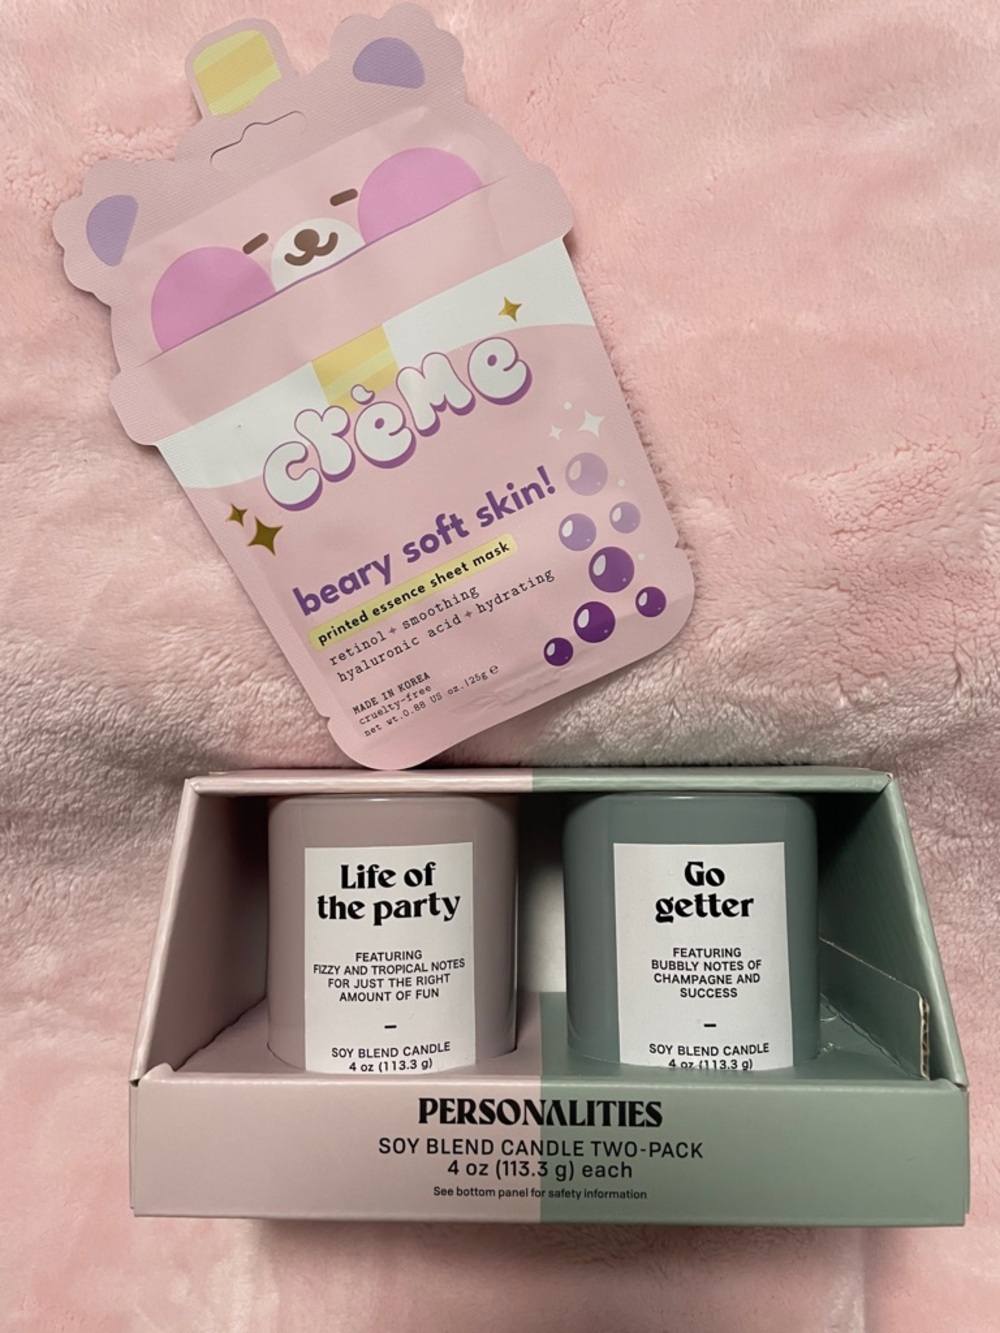 crème
beary soft skin!
printed essence sheet mask
retinol + smoothing
hyaluronic acid + hydrating
MADE IN KOREA
cruelty-free
net wt.0.88 US oz.|25g ℮
Life of
the party
FEATURING
FIZZY AND TROPICAL NOTES
FOR JUST THE RIGHT
AMOUNT OF FUN
–
SOY BLEND CANDLE
4 oz (113.3 g)
Go
getter
FEATURING
BUBBLY NOTES OF
CHAMPAGNE AND
SUCCESS
–
SOY BLEND CANDLE
4 oz (113.3 g)
PERSONALITIES
SOY BLEND CANDLE TWO-PACK
4 oz (113.3 g) each
See bottom panel for safety information